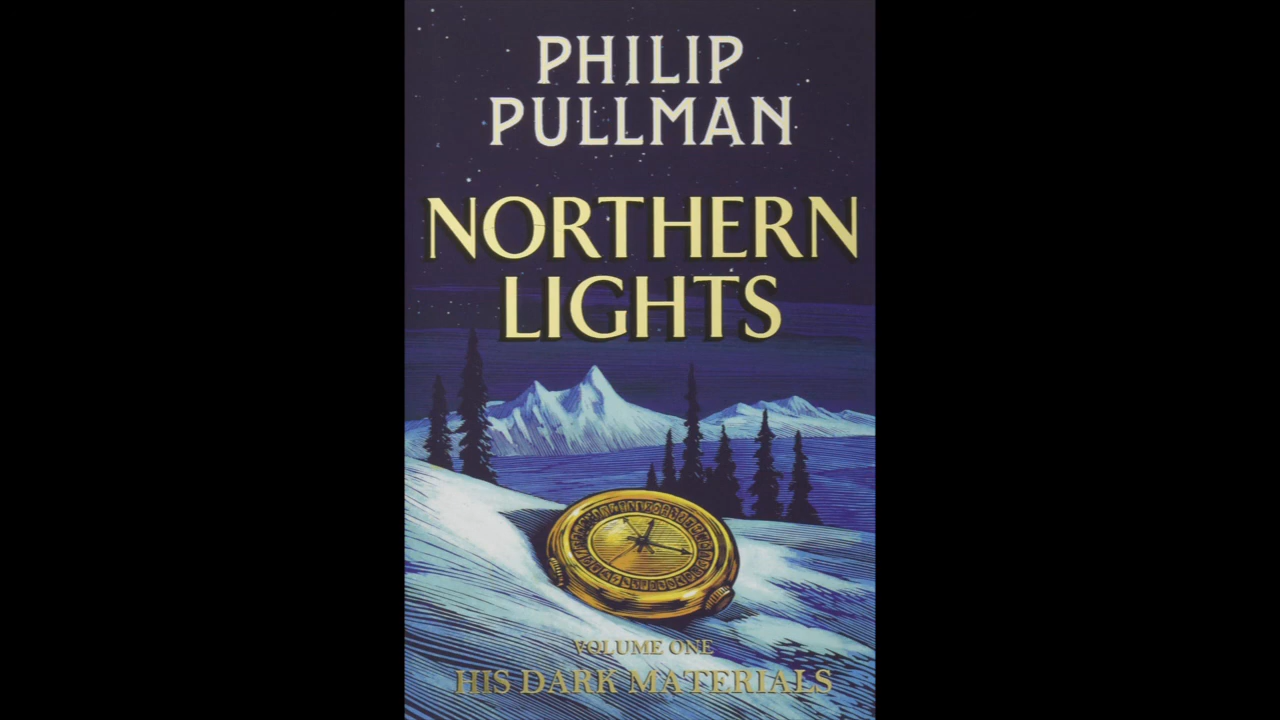 PHILIP
PULLMAN
NORTHERN
LIGHTS
VOLUME ONE
HIS DARK MATERIALS